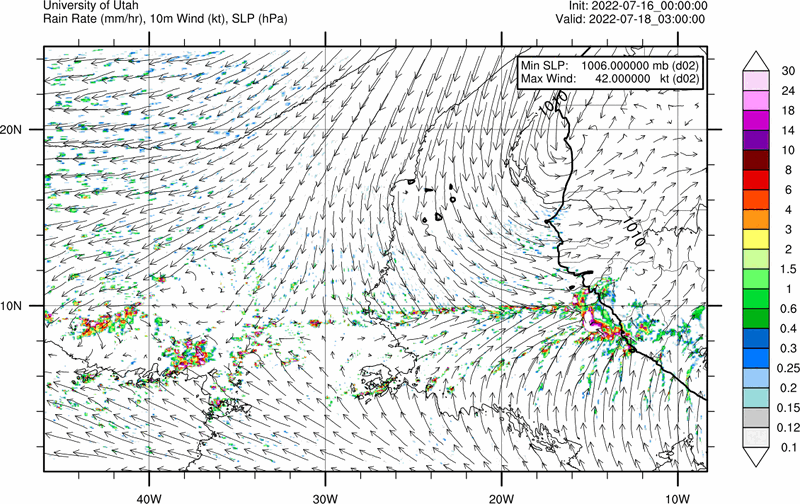 University of Utah
Init: 2022-07-16_00:00:00
Rain Rate (mm/hr), 10m Wind (kt), SLP (hPa)
Valid: 2022-07-18_03:00:00
Min SLP: 1006.000000 mb (d02)
Max Wind: 42.000000 kt (d02)
1010
20N
1010
10N
40W
30W
20W
10W
30
24
18
14
10
8
6
4
3
2
1.5
1
0.6
0.4
0.3
0.25
0.2
0.15
0.12
0.1